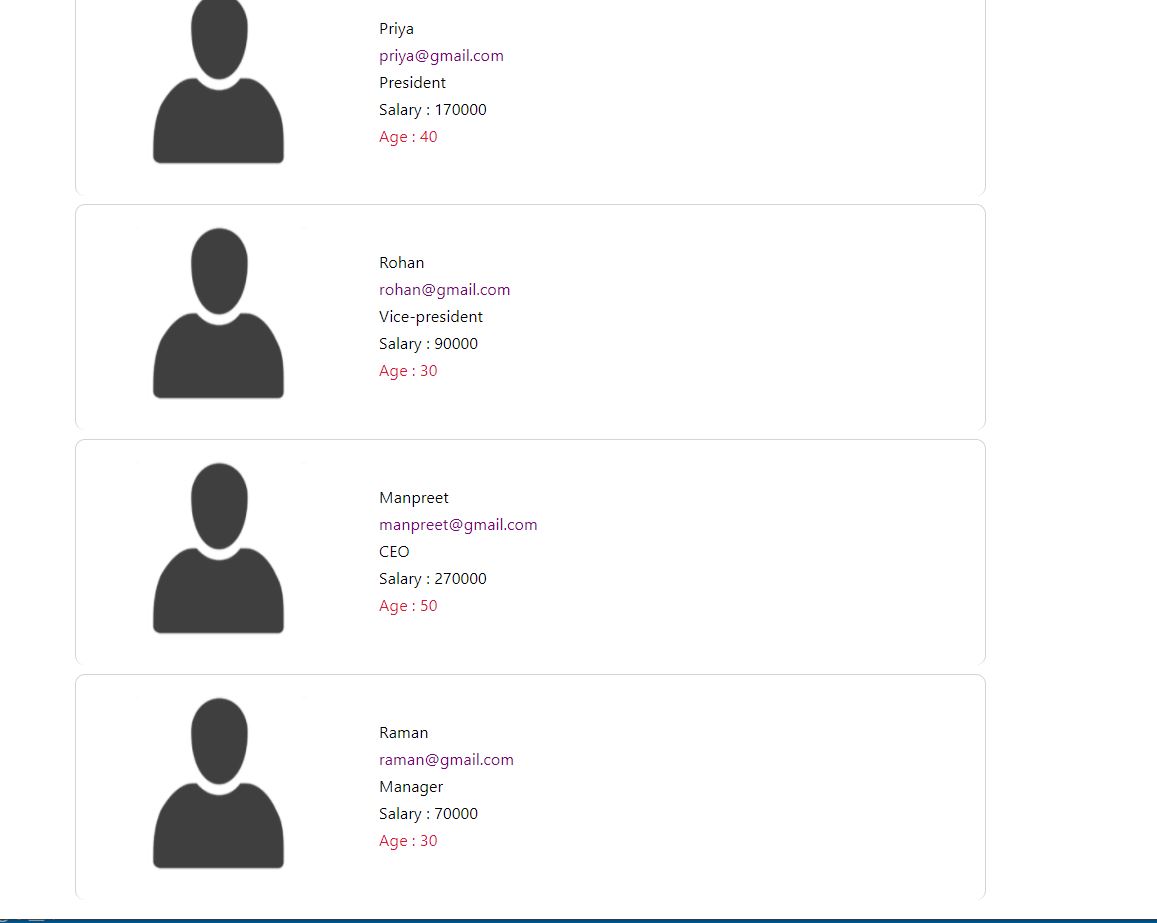 Priya
priya@gmail.com
President
Salary : 170000
Age : 40
Rohan
rohan@gmail.com
Vice-president
Salary : 90000
Age : 30
Manpreet
manpreet@gmail.com
CEO
Salary : 270000
Age : 50
Raman
raman@gmail.com
Manager
Salary : 70000
Age : 30